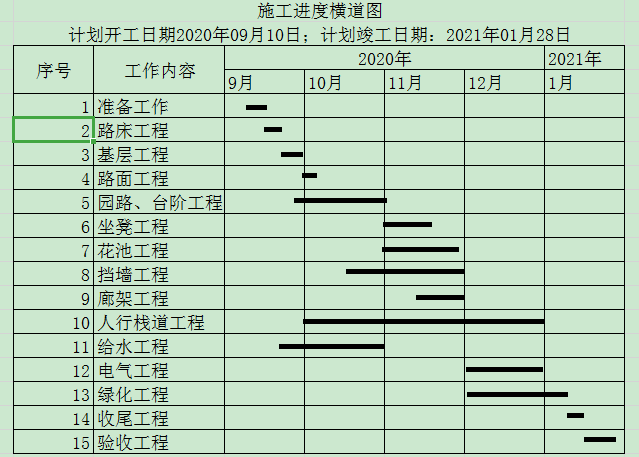 施工进度横道图
计划开工日期2020年09月10日；计划竣工日期：2021年01月28日
序号 工作内容 2020年 2021年
9月 10月 11月 12月 1月
1 准备工作
2 路床工程
3 基层工程
4 路面工程
5 园路、台阶工程
6 坐凳工程
7 花池工程
8 挡墙工程
9 廊架工程
10 人行栈道工程
11 给水工程
12 电气工程
13 绿化工程
14 收尾工程
15 验收工程